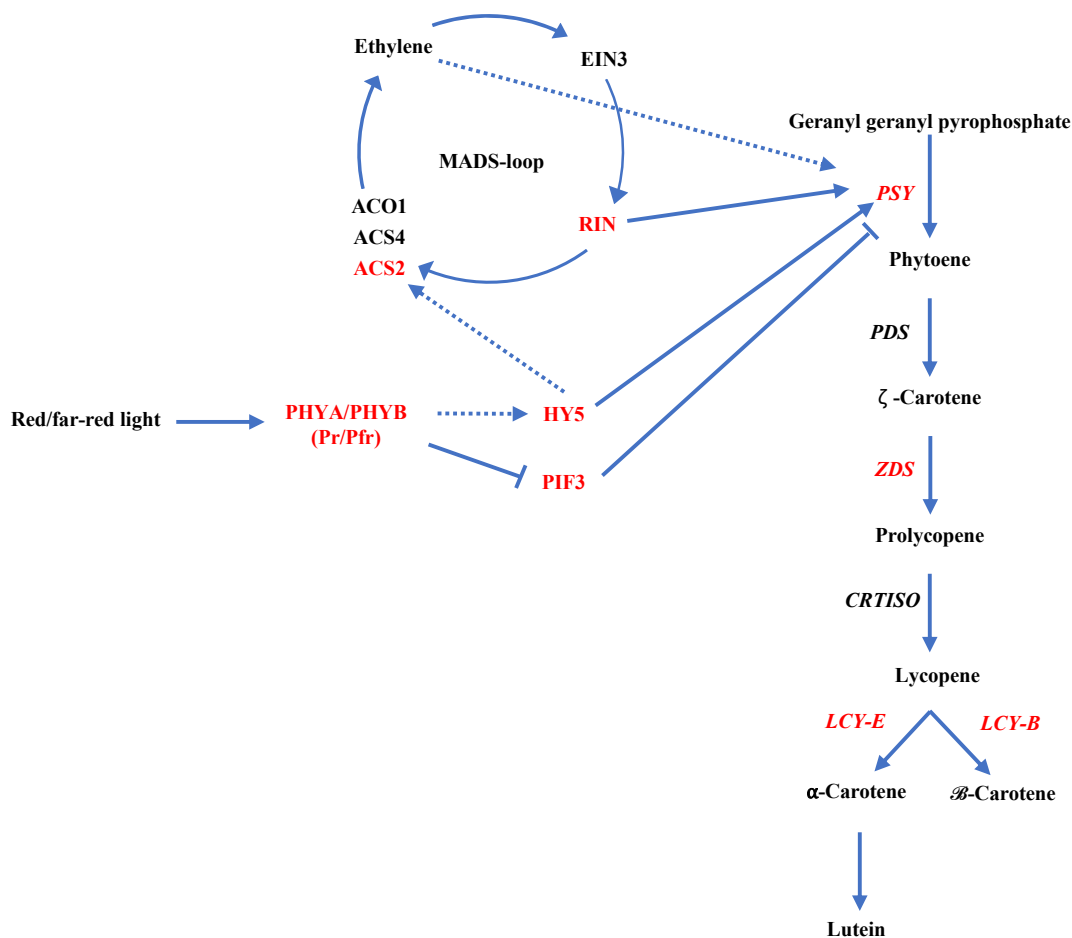 Ethylene
EIN3
Geranyl geranyl pyrophosphate
MADS-loop
PSY
ACO1
ACS4
ACS2
RIN
Phytoene
PDS
ζ -Carotene
Red/far-red light
PHYA/PHYB
(Pr/Pfr)
HY5
PIF3
ZDS
Prolycopene
CRTISO
Lycopene
LCY-E
LCY-B
α-Carotene
ℬ-Carotene
Lutein